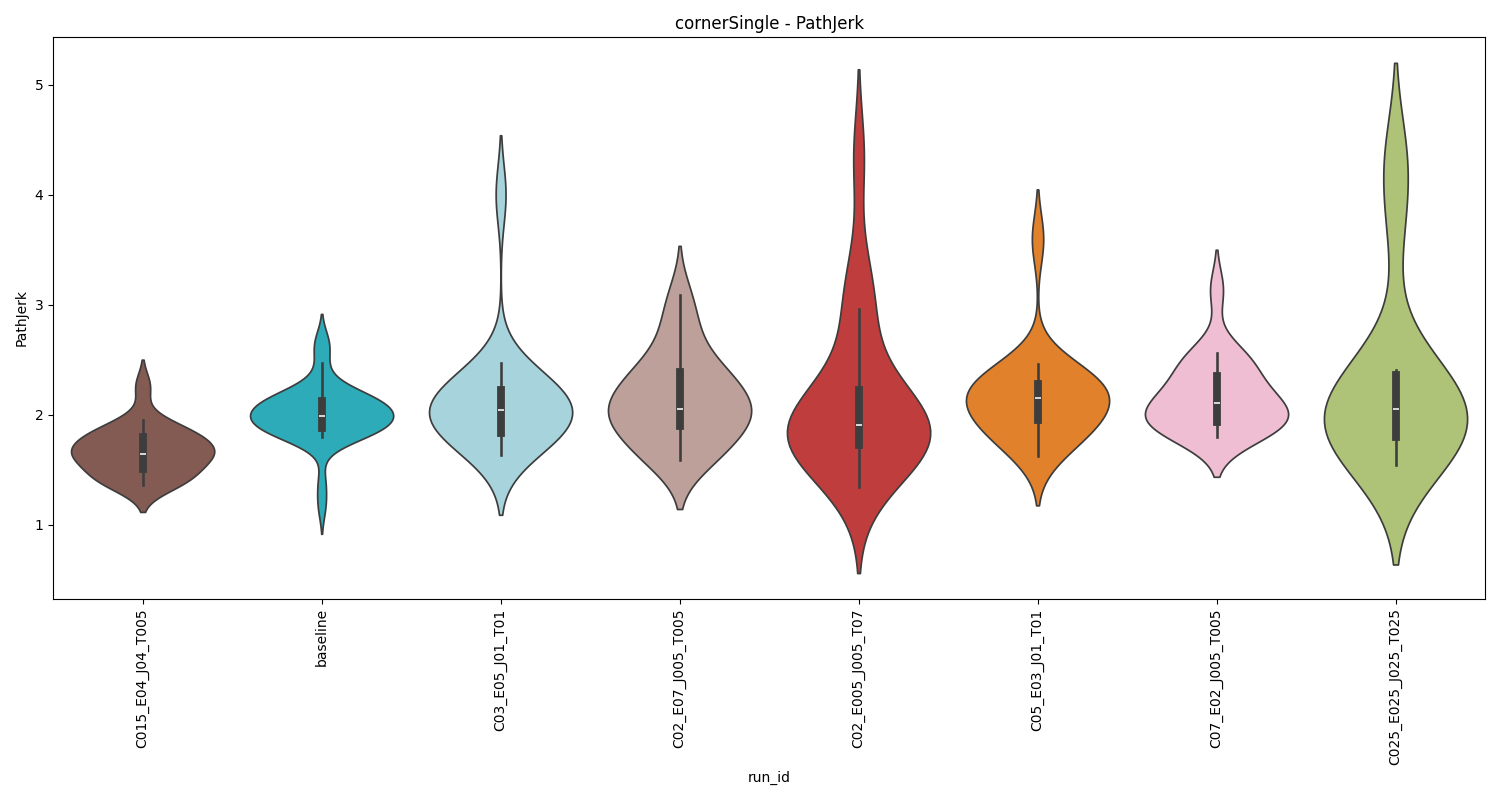 cornerSingle - PathJerk
PathJerk
5
4
3
2
1
C015_E04_J04_T005
baseline
C03_E05_J01_T01
C02_E07_J005_T005
C02_E005_J005_T07
C05_E03_J01_T01
C07_E02_J005_T005
C025_E025_J025_T025
run_id